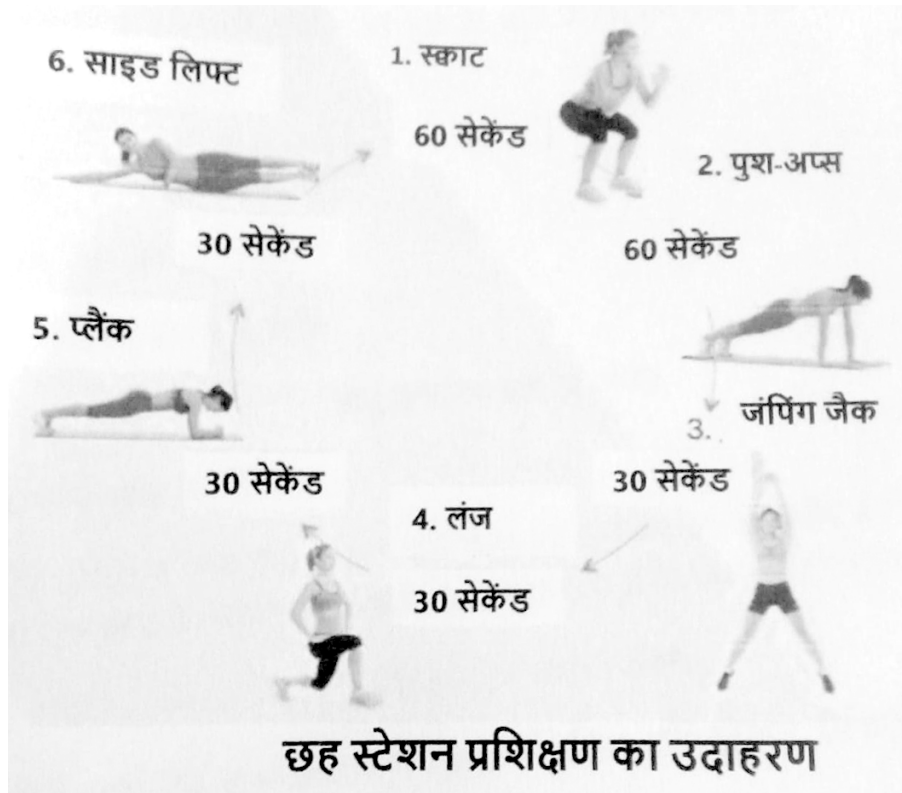 6. साइड लिफ्ट
30 सेकेंड
1. स्क्वाट
60 सेकेंड
2. पुश-अप्स
60 सेकेंड
3. जंपिंग जैक
30 सेकेंड
4. लंज
30 सेकेंड
5. प्लैंक
30 सेकेंड
छह स्टेशन प्रशिक्षण का उदाहरण